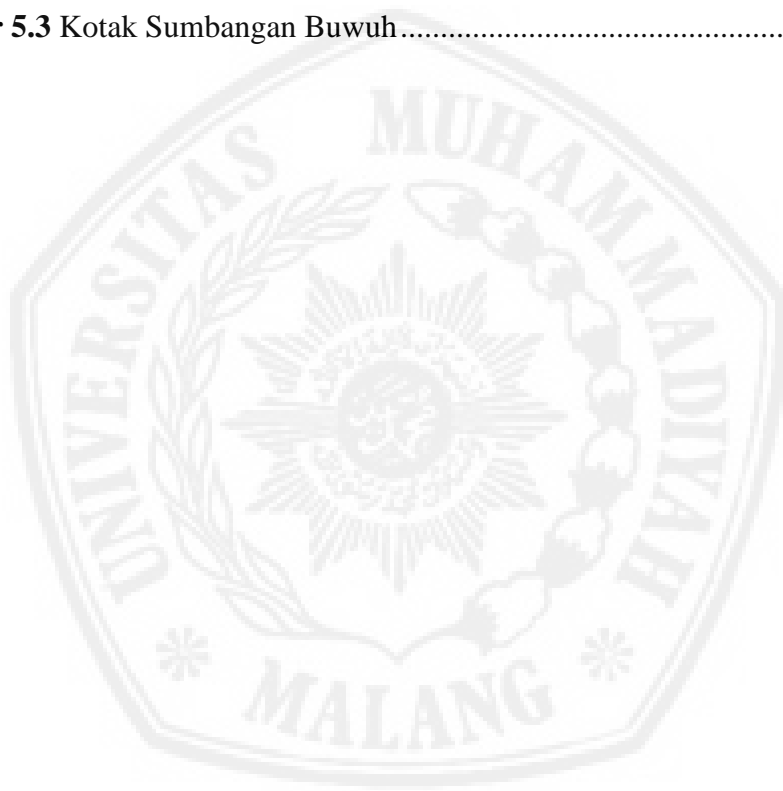 r 5.3 Kotak Sumbangan Buwuh............................................
UNIVERSITAS MUHAMMADIYAH
MALANG